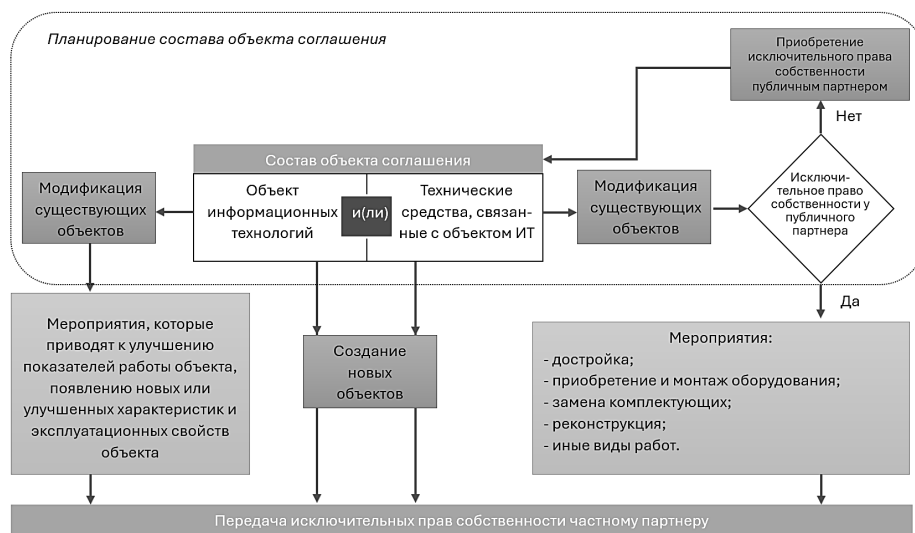 Планирование состава объекта соглашения
Приобретение
исключительного права
собственности
публичным партнером
Нет
Состав объекта соглашения
Модификация
существующих
объектов
Объект
информационных
технологий
и(ли)
Технические
средства, связан-
ные с объектом ИТ
Модификация
существующих
объектов
Исключи-
тельное право
собственности у
публичного
партнера
Да
Мероприятия, которые
приводят к улучшению
показателей работы объекта,
появлению новых или
улучшенных характеристик и
эксплуатационных свойств
объекта
Создание
новых
объектов
Мероприятия:
- достройка;
- приобретение и монтаж оборудования;
- замена комплектующих;
- реконструкция;
- иные виды работ.
Передача исключительных прав собственности частному партнеру